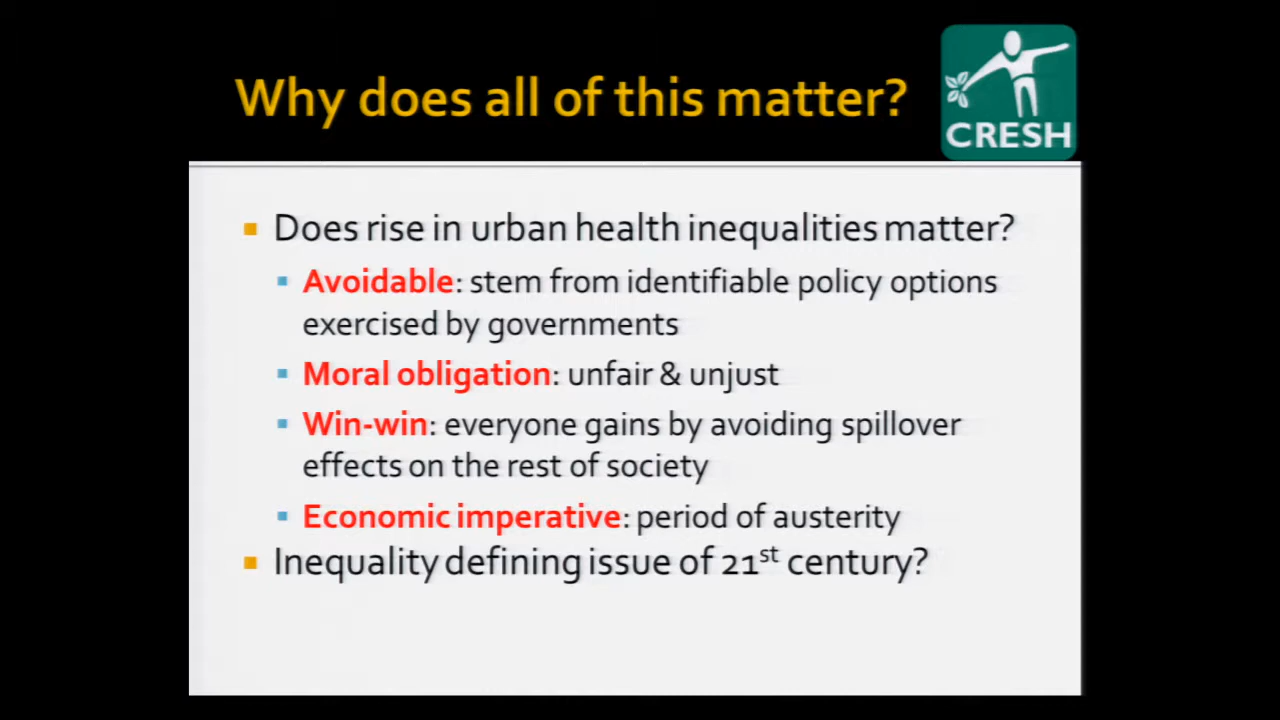 Why does all of this matter?
CRESH
Does rise in urban health inequalities matter?
Avoidable: stem from identifiable policy options
exercised by governments
Moral obligation: unfair & unjust
Win-win: everyone gains by avoiding spillover
effects on the rest of society
Economic imperative: period of austerity
Inequality defining issue of 21st century?